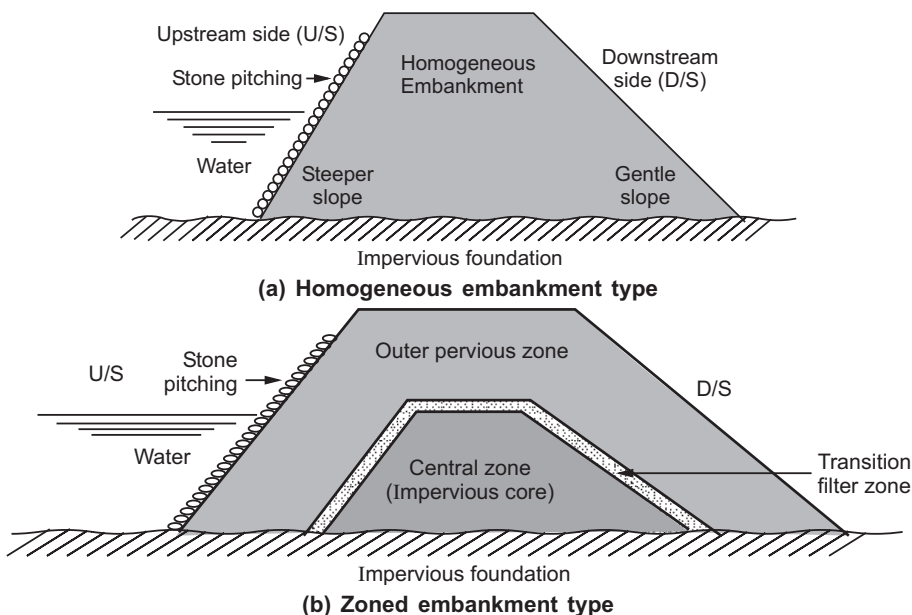 Upstream side (U/S)
Stone pitching
Water
Homogeneous
Embankment
Downstream
side (D/S)
Steeper
slope
Gentle
slope
Impervious foundation
(a) Homogeneous embankment type
U/S
Stone
pitching
Water
Outer pervious zone
D/S
Central zone
(Impervious core)
Transition
filter zone
Impervious foundation
(b) Zoned embankment type